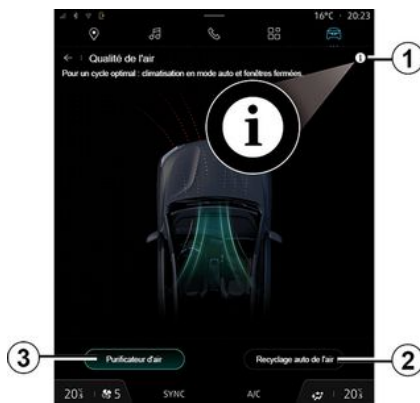 16°C 20:23
← Qualité de l'air
Pour un cycle optimal : climatisation en mode auto et fenêtres fermées
i
1
3
Purificateur d'air
Recyclage auto de l'air
2
20 5 SYNC A/C 20